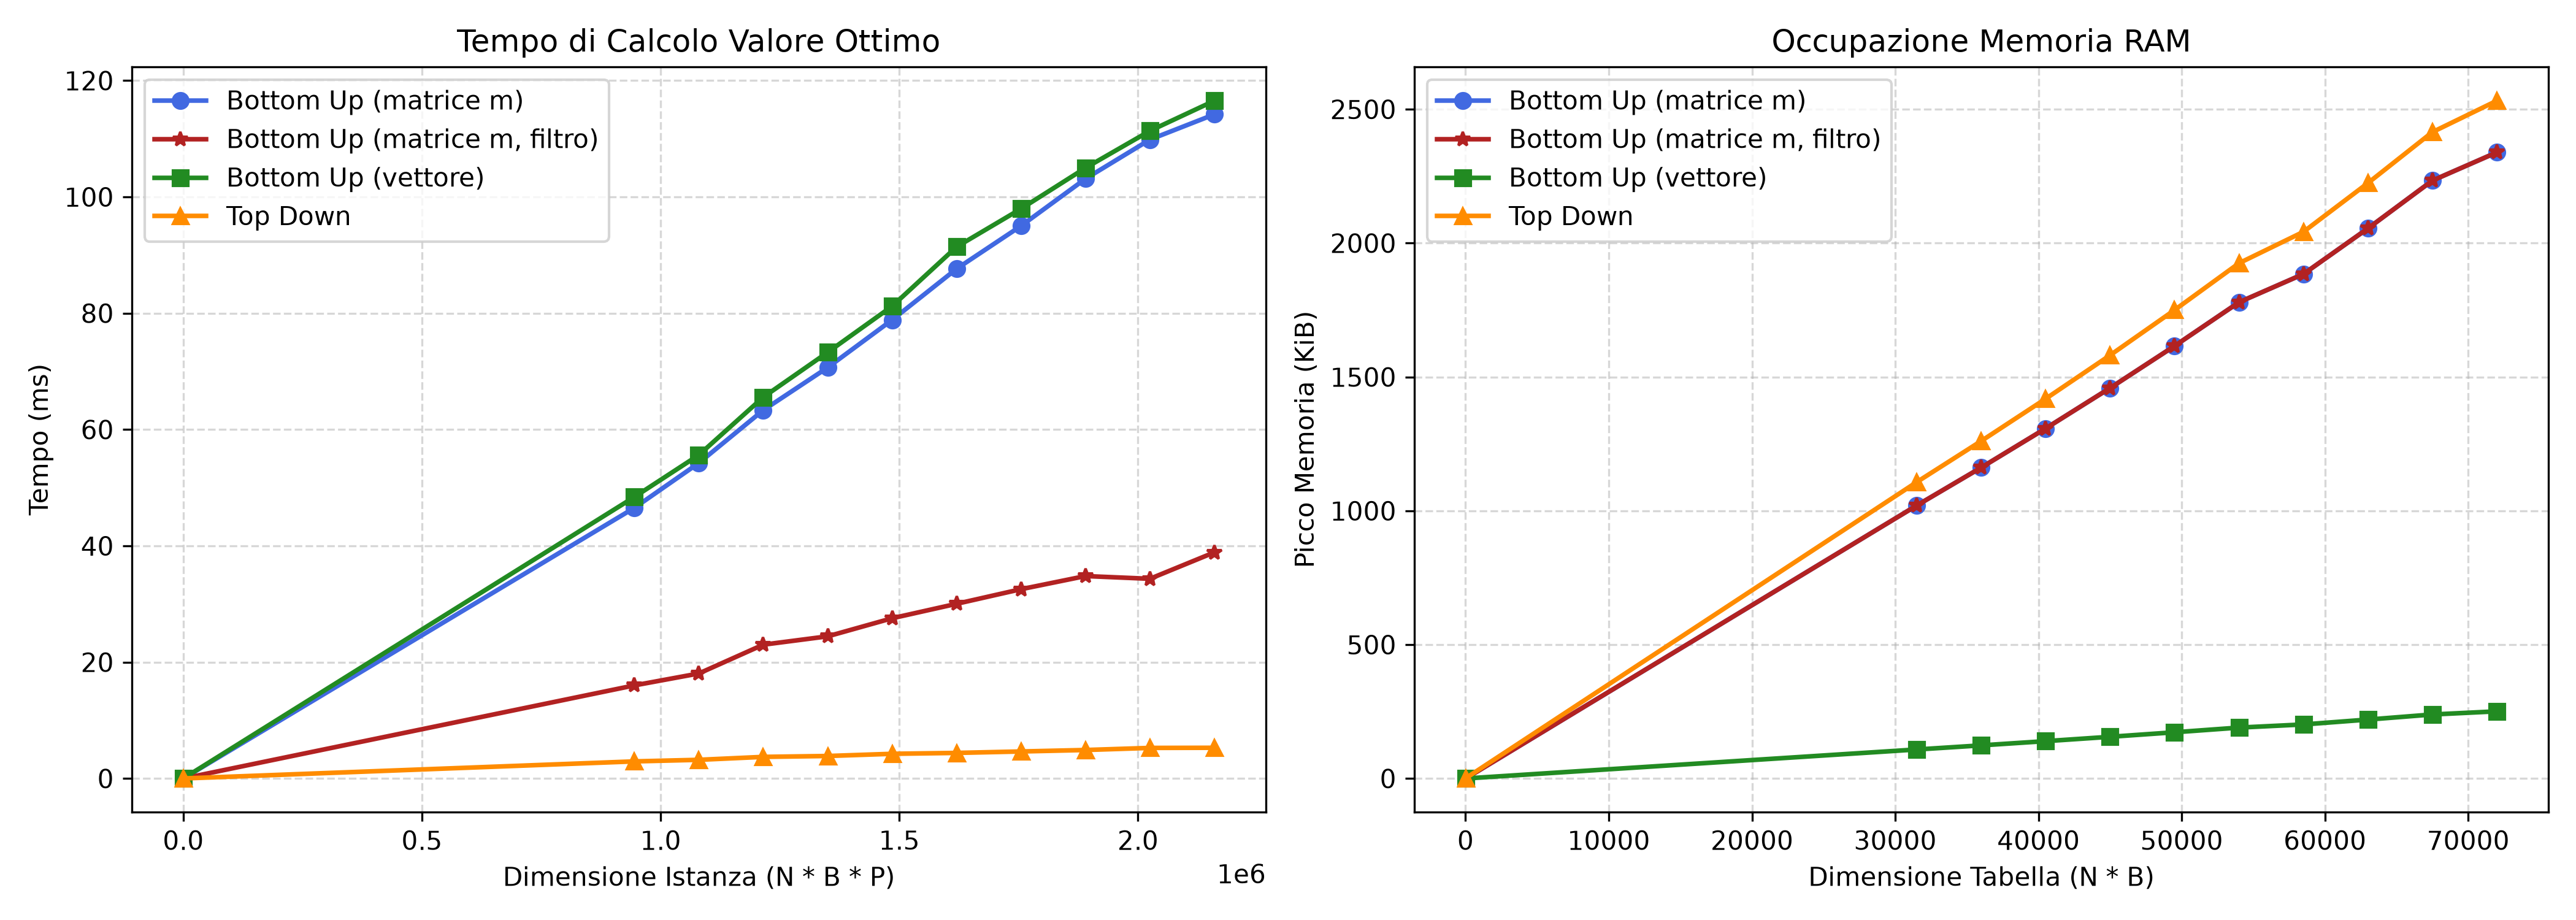 Tempo di Calcolo Valore Ottimo
120
100
80
60
40
20
0
Tempo (ms)
Bottom Up (matrice m)
Bottom Up (matrice m, filtro)
Bottom Up (vettore)
Top Down
0.0
0.5
1.0
1.5
2.0
1e6
Dimensione Istanza (N * B * P)
Occupazione Memoria RAM
2500
2000
1500
1000
500
0
Picco Memoria (KiB)
Bottom Up (matrice m)
Bottom Up (matrice m, filtro)
Bottom Up (vettore)
Top Down
0
10000
20000
30000
40000
50000
60000
70000
Dimensione Tabella (N * B)